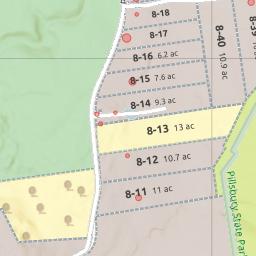 8-18
8-17
8-16 6.2 ac
8-15 7.6 ac
8-14 9.3 ac
8-13 13 ac
8-12 10.7 ac
8-11 11 ac
8-40 10.9 ac
ac
Pillsbury State Par